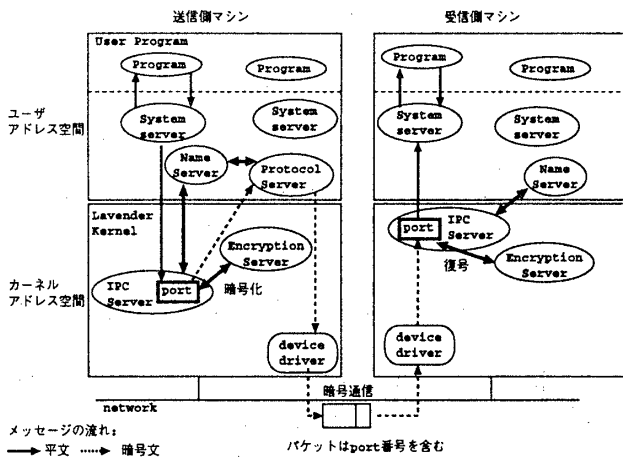 送信側マシン
受信側マシン
User Program
Program
Program
Program
Program
ユーザ
アドレス空間
System
server
System
server
System
server
System
server
Name
Server
Protocol
Server
Name
Server
Lavender
Kernel
Encryption
Server
port
IPC
Server
カーネル
アドレス空間
IPC
Server
port
暗号化
復号
Encryption
Server
device
driver
device
driver
暗号通信
network
メッセージの流れ：
平文
暗号文
パケットはport番号を含む